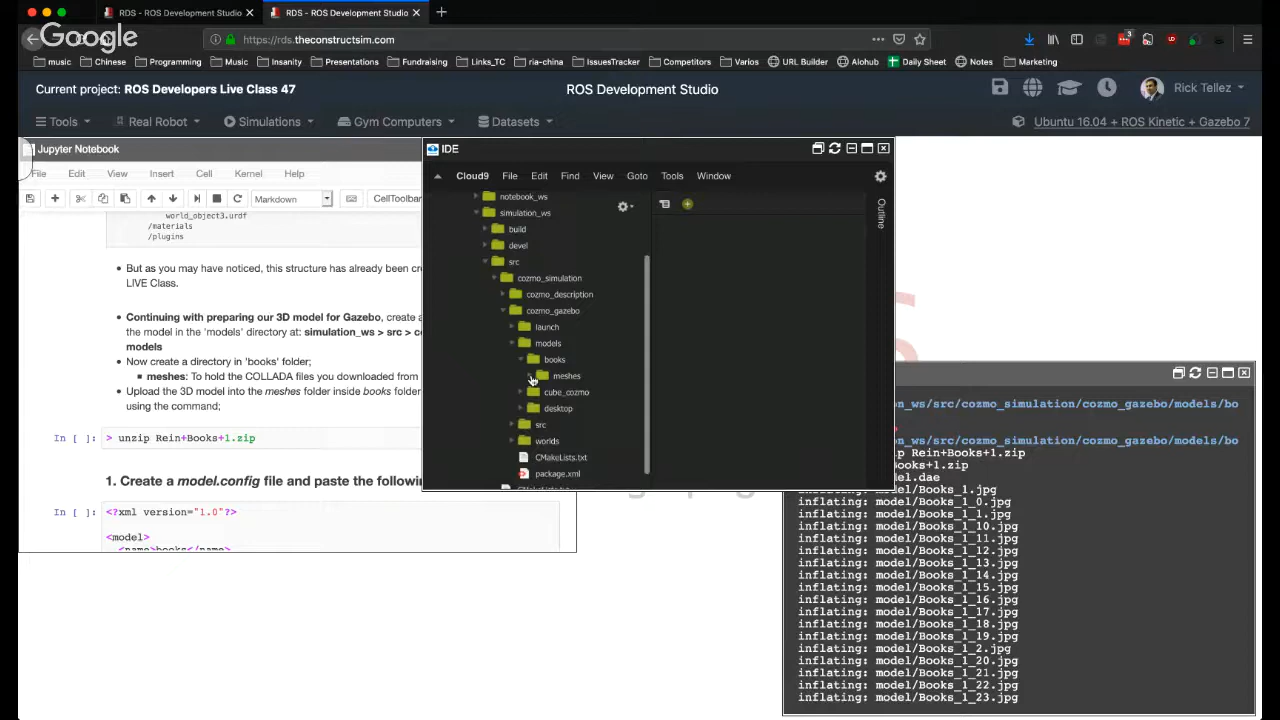 RDS - ROS Development Studio
RDS - ROS Development Studio
Google
https://rds.theconstructsim.com
music
Chinese
Programming
Music
Insanity
Presentations
Fundraising
Links_TC
ria-china
IssuesTracker
Competitors
Varios
URL Builder
Alohub
Daily Sheet
Notes
Marketing
Current project: ROS Developers Live Class 47
ROS Development Studio
Rick Tellez
Tools
Real Robot
Simulations
Gym Computers
Datasets
Ubuntu 16.04 + ROS Kinetic + Gazebo 7
Jupyter Notebook
File Edit View Insert Cell Kernel Help
Markdown
CellToolbar
world_object3.urdf
/materials
/plugins
But as you may have noticed, this structure has already been cr
LIVE Class.
Continuing with preparing our 3D model for Gazebo, create a
the model in the 'models' directory at: simulation_ws > src > co
models
Now create a directory in 'books' folder;
meshes: To hold the COLLADA files you downloaded from
Upload the 3D model into the meshes folder inside books folder
using the command;
In [ ]: > unzip Rein+Books+1.zip
1. Create a model.config file and paste the followi
In [ ]: <?xml version="1.0"?>
<model>
<name>books</name>
IDE
Cloud9 File Edit Find View Goto Tools Window
Outline
notebook_ws
simulation_ws
build
devel
src
cozmo_simulation
cozmo_description
cozmo_gazebo
launch
models
books
meshes
cube_cozmo
desktop
src
worlds
CMakeLists.txt
package.xml
CMakeLists.txt
_ws/src/cozmo_simulation/cozmo_gazebo/models/bo
_ws/src/cozmo_simulation/cozmo_gazebo/models/bo
p Rein+Books+1.zip
ooks+1.zip
del.dae
inflating: model/Books_1.jpg
inflating: model/Books_1_0.jpg
inflating: model/Books_1_1.jpg
inflating: model/Books_1_10.jpg
inflating: model/Books_1_11.jpg
inflating: model/Books_1_12.jpg
inflating: model/Books_1_13.jpg
inflating: model/Books_1_14.jpg
inflating: model/Books_1_15.jpg
inflating: model/Books_1_16.jpg
inflating: model/Books_1_17.jpg
inflating: model/Books_1_18.jpg
inflating: model/Books_1_19.jpg
inflating: model/Books_1_2.jpg
inflating: model/Books_1_20.jpg
inflating: model/Books_1_21.jpg
inflating: model/Books_1_22.jpg
inflating: model/Books_1_23.jpg